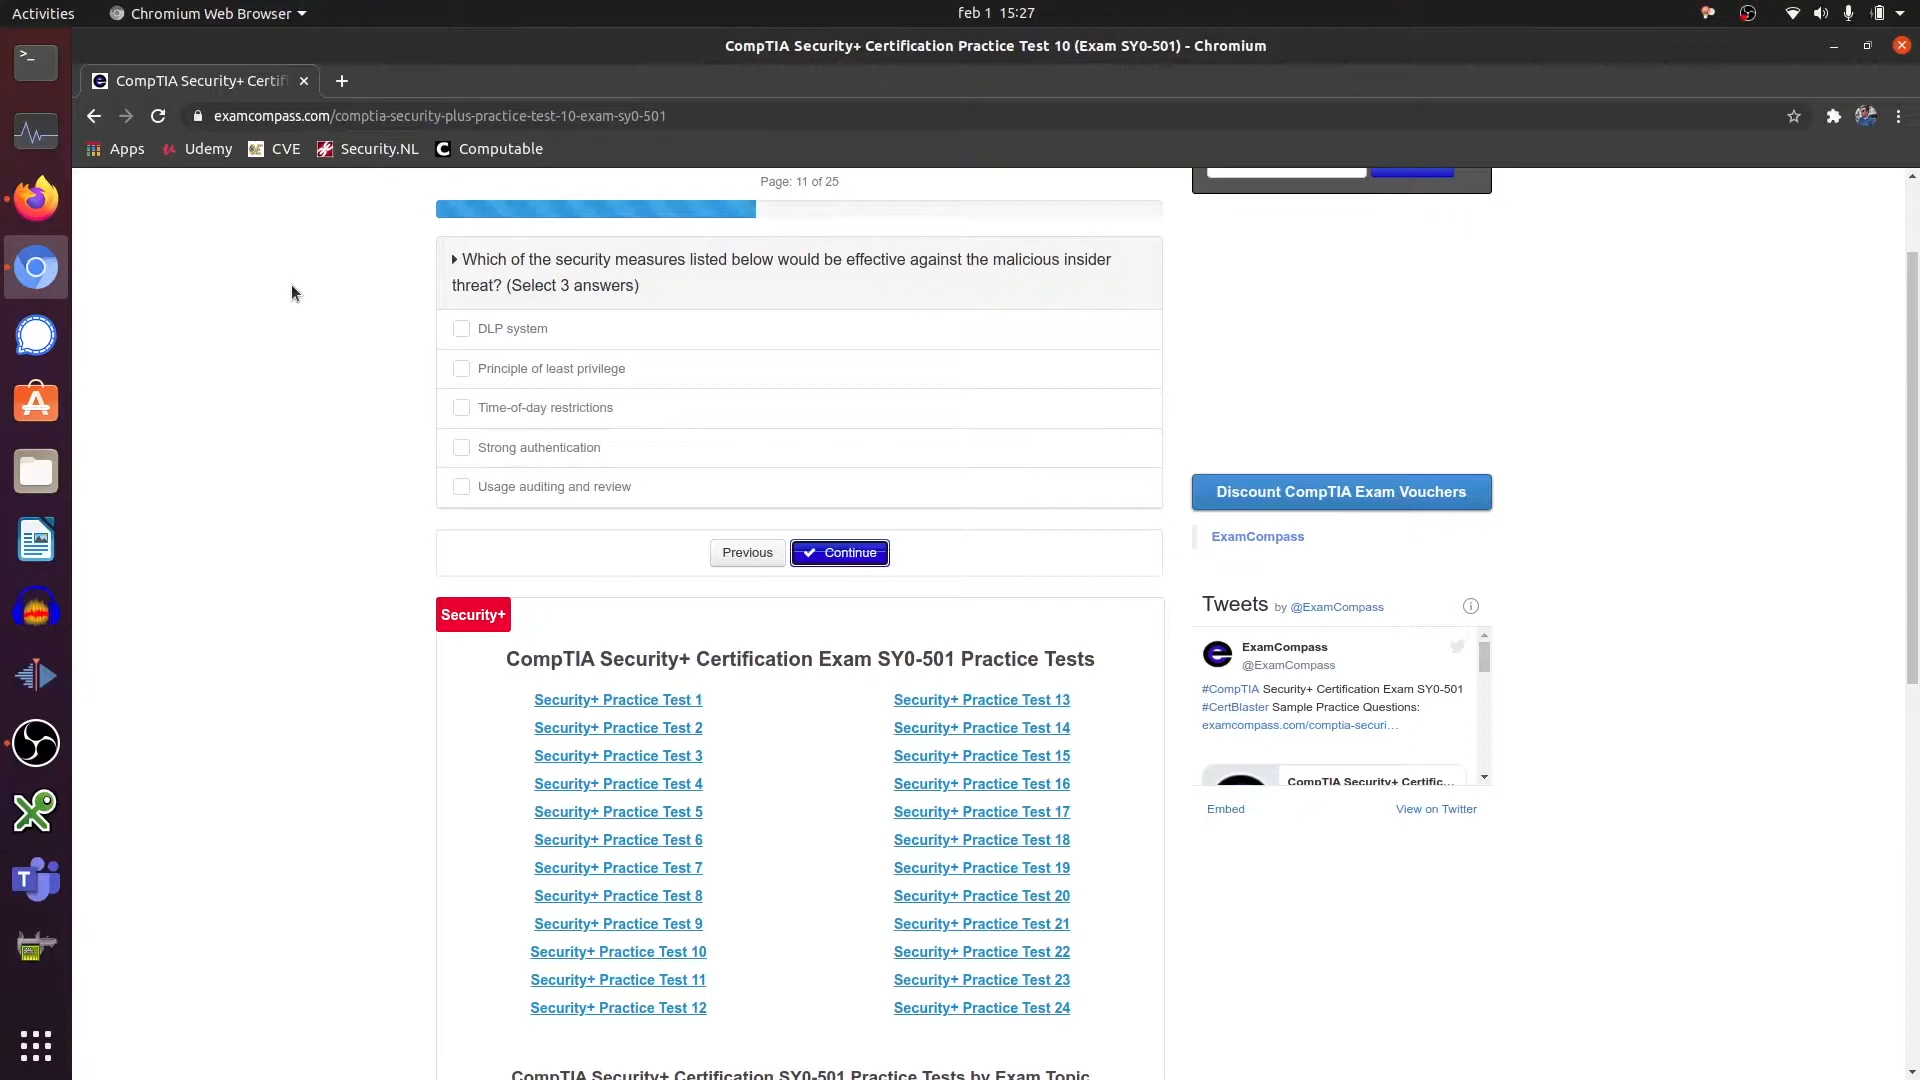 Activities
Chromium Web Browser
feb 1 15:27
CompTIA Security+ Certification Practice Test 10 (Exam SY0-501) - Chromium
CompTIA Security+ Certif
examcompass.com/comptia-security-plus-practice-test-10-exam-sy0-501
Apps
Udemy
CVE
Security.NL
Computable
Page: 11 of 25
Which of the security measures listed below would be effective against the malicious insider
threat? (Select 3 answers)
DLP system
Principle of least privilege
Time-of-day restrictions
Strong authentication
Usage auditing and review
Previous
Continue
Security+
CompTIA Security+ Certification Exam SY0-501 Practice Tests
Security+ Practice Test 1
Security+ Practice Test 2
Security+ Practice Test 3
Security+ Practice Test 4
Security+ Practice Test 5
Security+ Practice Test 6
Security+ Practice Test 7
Security+ Practice Test 8
Security+ Practice Test 9
Security+ Practice Test 10
Security+ Practice Test 11
Security+ Practice Test 12
Security+ Practice Test 13
Security+ Practice Test 14
Security+ Practice Test 15
Security+ Practice Test 16
Security+ Practice Test 17
Security+ Practice Test 18
Security+ Practice Test 19
Security+ Practice Test 20
Security+ Practice Test 21
Security+ Practice Test 22
Security+ Practice Test 23
Security+ Practice Test 24
CompTIA Security+ Certification SY0-501 Practice Tests by Exam Topic
Discount CompTIA Exam Vouchers
ExamCompass
Tweets by @ExamCompass
ExamCompass
@ExamCompass
#CompTIA Security+ Certification Exam SY0-501
#CertBlaster Sample Practice Questions:
examcompass.com/comptia-securi…
CompTIA Security+ Certific...
Embed
View on Twitter